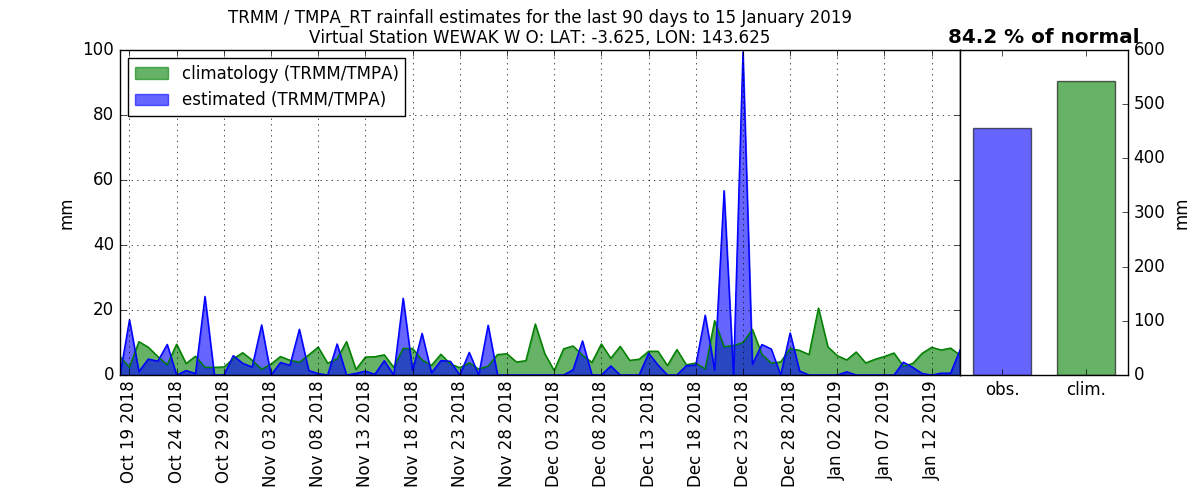 TRMM / TMPA_RT rainfall estimates for the last 90 days to 15 January 2019
Virtual Station WEWAK W O: LAT: -3.625, LON: 143.625
84.2 % of normal
climatology (TRMM/TMPA)
estimated (TRMM/TMPA)
100
80
60
40
20
0
mm
600
500
400
300
200
100
0
mm
Oct 19 2018
Oct 24 2018
Oct 29 2018
Nov 03 2018
Nov 08 2018
Nov 13 2018
Nov 18 2018
Nov 23 2018
Nov 28 2018
Dec 03 2018
Dec 08 2018
Dec 13 2018
Dec 18 2018
Dec 23 2018
Dec 28 2018
Jan 02 2019
Jan 07 2019
Jan 12 2019
obs.
clim.